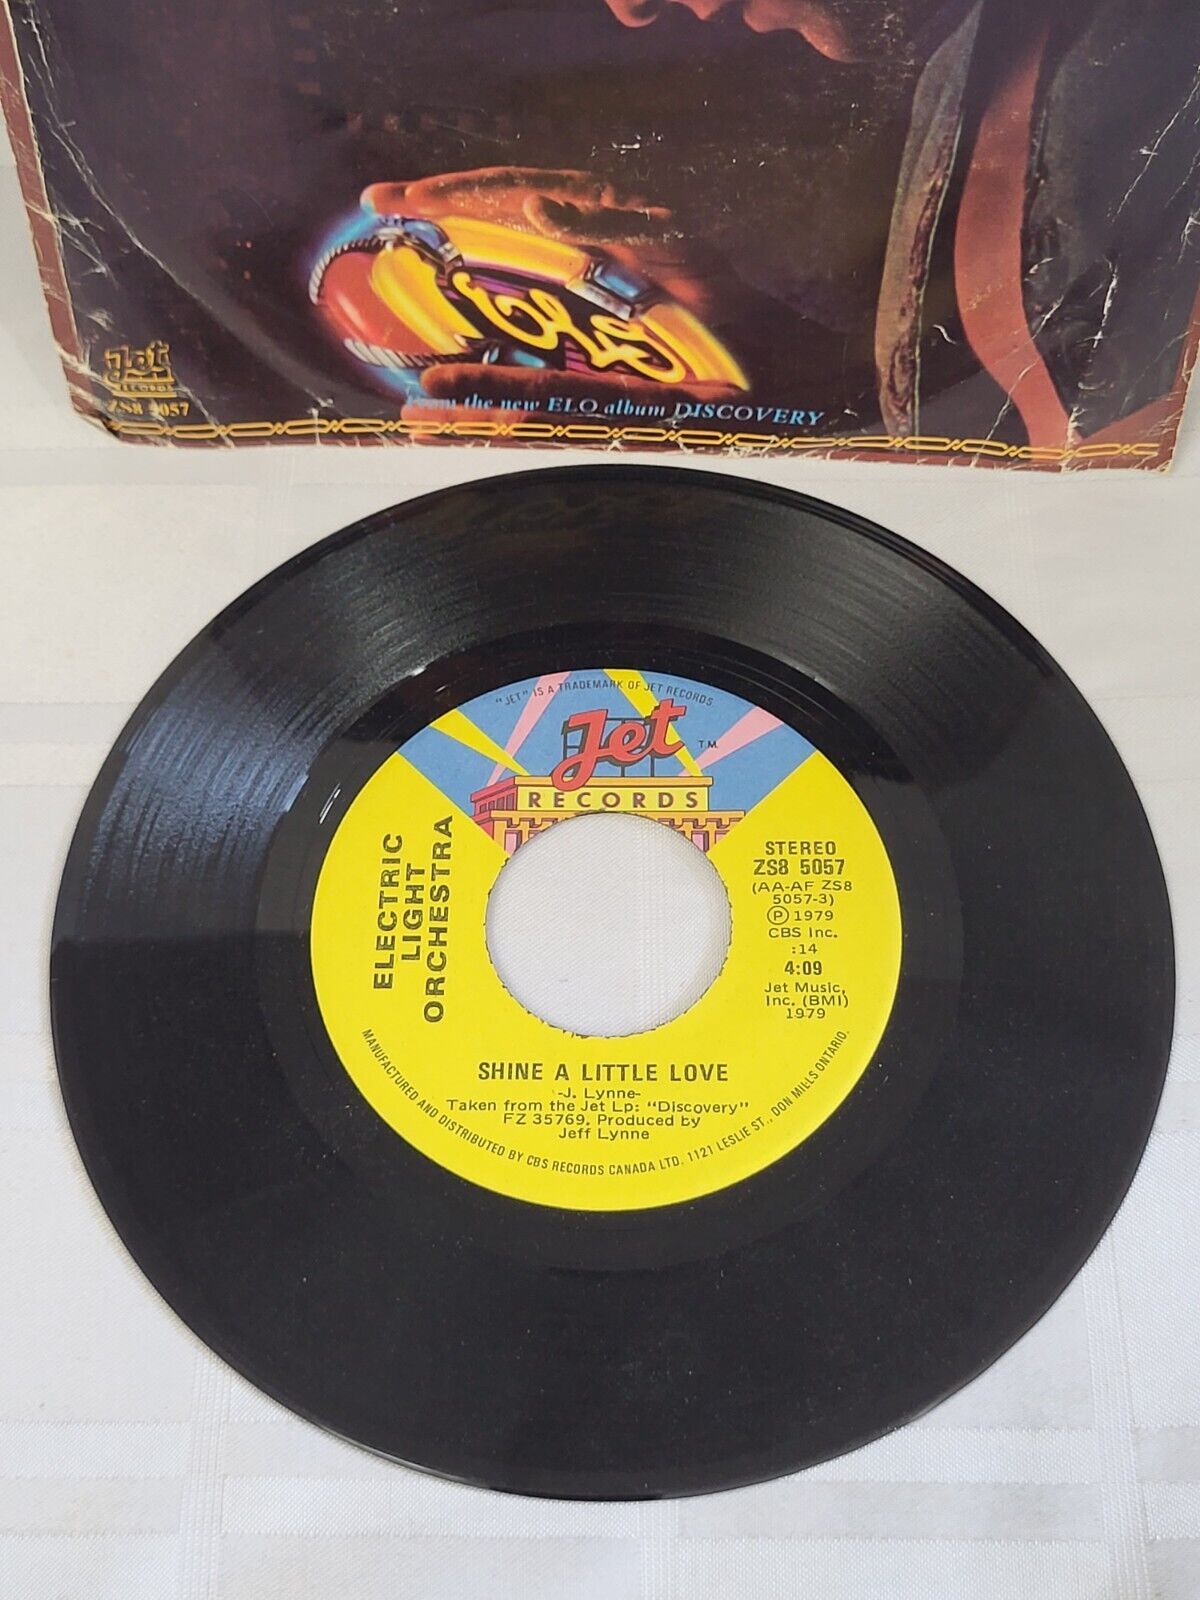 ELO
Jet
RECORDS
ZS8 5057
From the new ELO album DISCOVERY
"JET" IS A TRADEMARK OF JET RECORDS
Jet
TM
RECORDS
ELECTRIC
LIGHT
ORCHESTRA
STEREO
ZS8 5057
(AA-AF ZS8
5057-3)
Ⓟ 1979
CBS Inc.
:14
4:09
Jet Music,
Inc. (BMI)
1979
SHINE A LITTLE LOVE
-J. Lynne-
Taken from the Jet Lp: "Discovery"
FZ 35769. Produced by
Jeff Lynne
MANUFACTURED AND DISTRIBUTED BY CBS RECORDS CANADA LTD. 1121 LESLIE ST., DON MILLS ONTARIO.